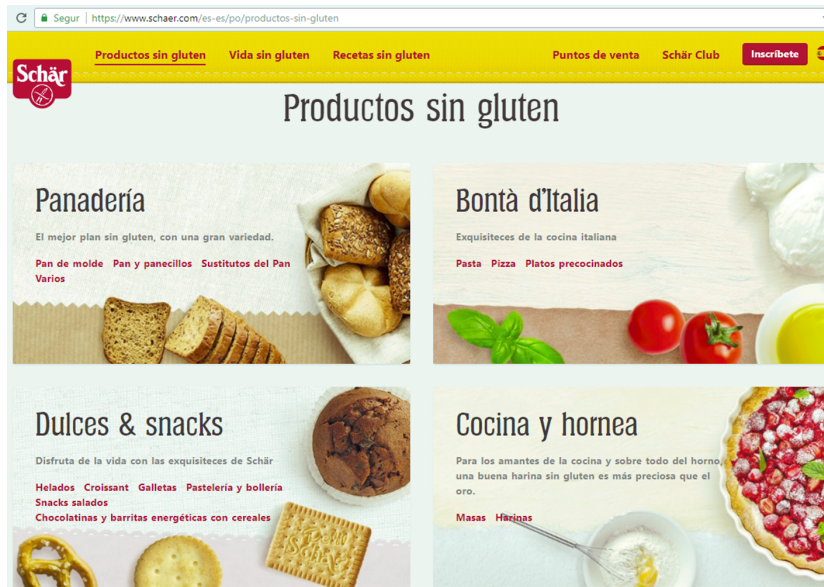 Segur https://www.schaer.com/es-es/po/productos-sin-gluten
Productos sin gluten Vida sin gluten Recetas sin gluten Puntos de venta Schär Club Inscríbete
Schär
Productos sin gluten
Panadería
El mejor plan sin gluten, con una gran variedad.
Pan de molde Pan y panecillos Sustitutos del Pan
Varios
Bontà d'Italia
Exquisiteces de la cocina italiana
Pasta Pizza Platos precocinados
Dulces & snacks
Disfruta de la vida con las exquisiteces de Schär
Helados Croissant Galletas Pastelería y bollería
Snacks salados
Chocolatinas y barritas energéticas con cereales
Petit
Schär
Cocina y hornea
Para los amantes de la cocina y sobre todo del horno,
una buena harina sin gluten es más preciosa que el
oro.
Masas Harinas